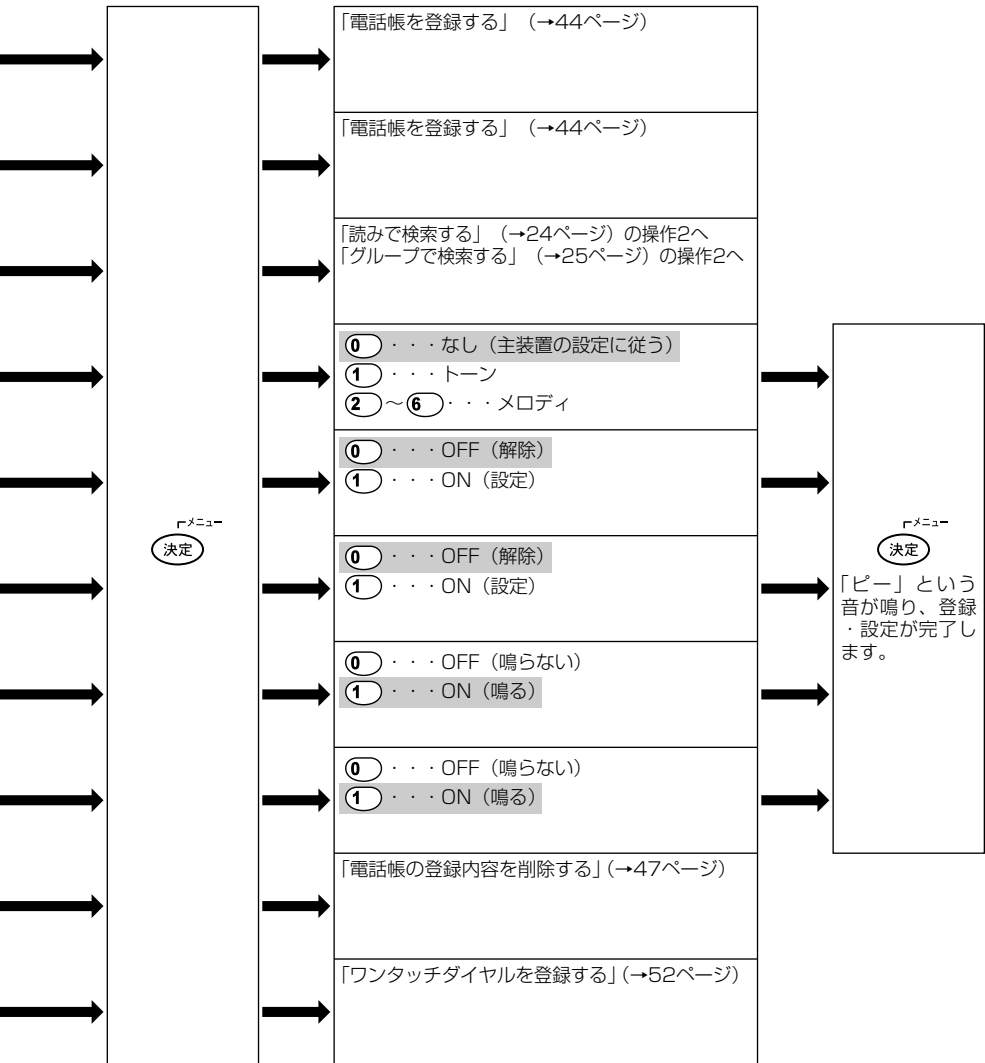 「電話帳を登録する」（→44ページ）
「電話帳を登録する」（→44ページ）
「読みで検索する」（→24ページ）の操作2へ
「グループで検索する」（→25ページ）の操作2へ
0・・・なし（主装置の設定に従う）
1・・・トーン
2～6・・・メロディ
0・・・OFF（解除）
1・・・ON（設定）
メニュー
決定
0・・・OFF（解除）
1・・・ON（設定）
0・・・OFF（鳴らない）
1・・・ON（鳴る）
0・・・OFF（鳴らない）
1・・・ON（鳴る）
「電話帳の登録内容を削除する」（→47ページ）
「ワンタッチダイヤルを登録する」（→52ページ）
メニュー
決定
「ピー」という
音が鳴り、登録
・設定が完了し
ます。